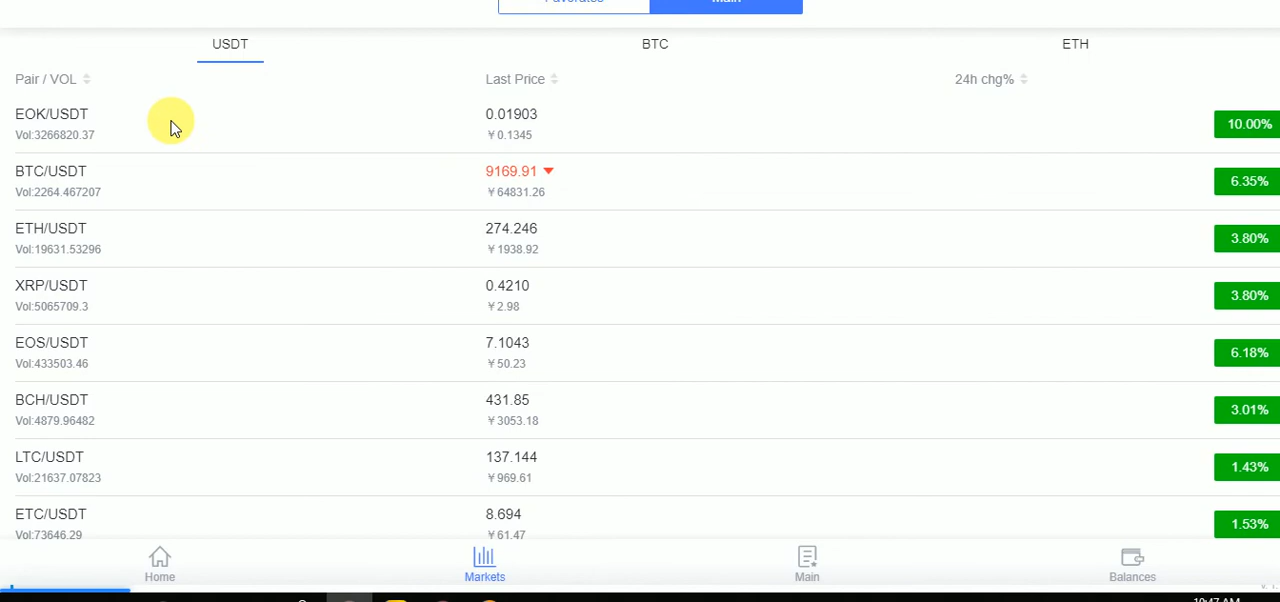 Favorites Main
USDT BTC ETH
Pair / VOL Last Price 24h chg%
EOK/USDT 0.01903 10.00%
Vol:3266820.37 ￥0.1345
BTC/USDT 9169.91 6.35%
Vol:2264.467207 ￥64831.26
ETH/USDT 274.246 3.80%
Vol:19631.53296 ￥1938.92
XRP/USDT 0.4210 3.80%
Vol:5065709.3 ￥2.98
EOS/USDT 7.1043 6.18%
Vol:433503.46 ￥50.23
BCH/USDT 431.85 3.01%
Vol:4879.96482 ￥3053.18
LTC/USDT 137.144 1.43%
Vol:21637.07823 ￥969.61
ETC/USDT 8.694 1.53%
Vol:73646.29 ￥61.47
Home Markets Main Balances
10:47 AM